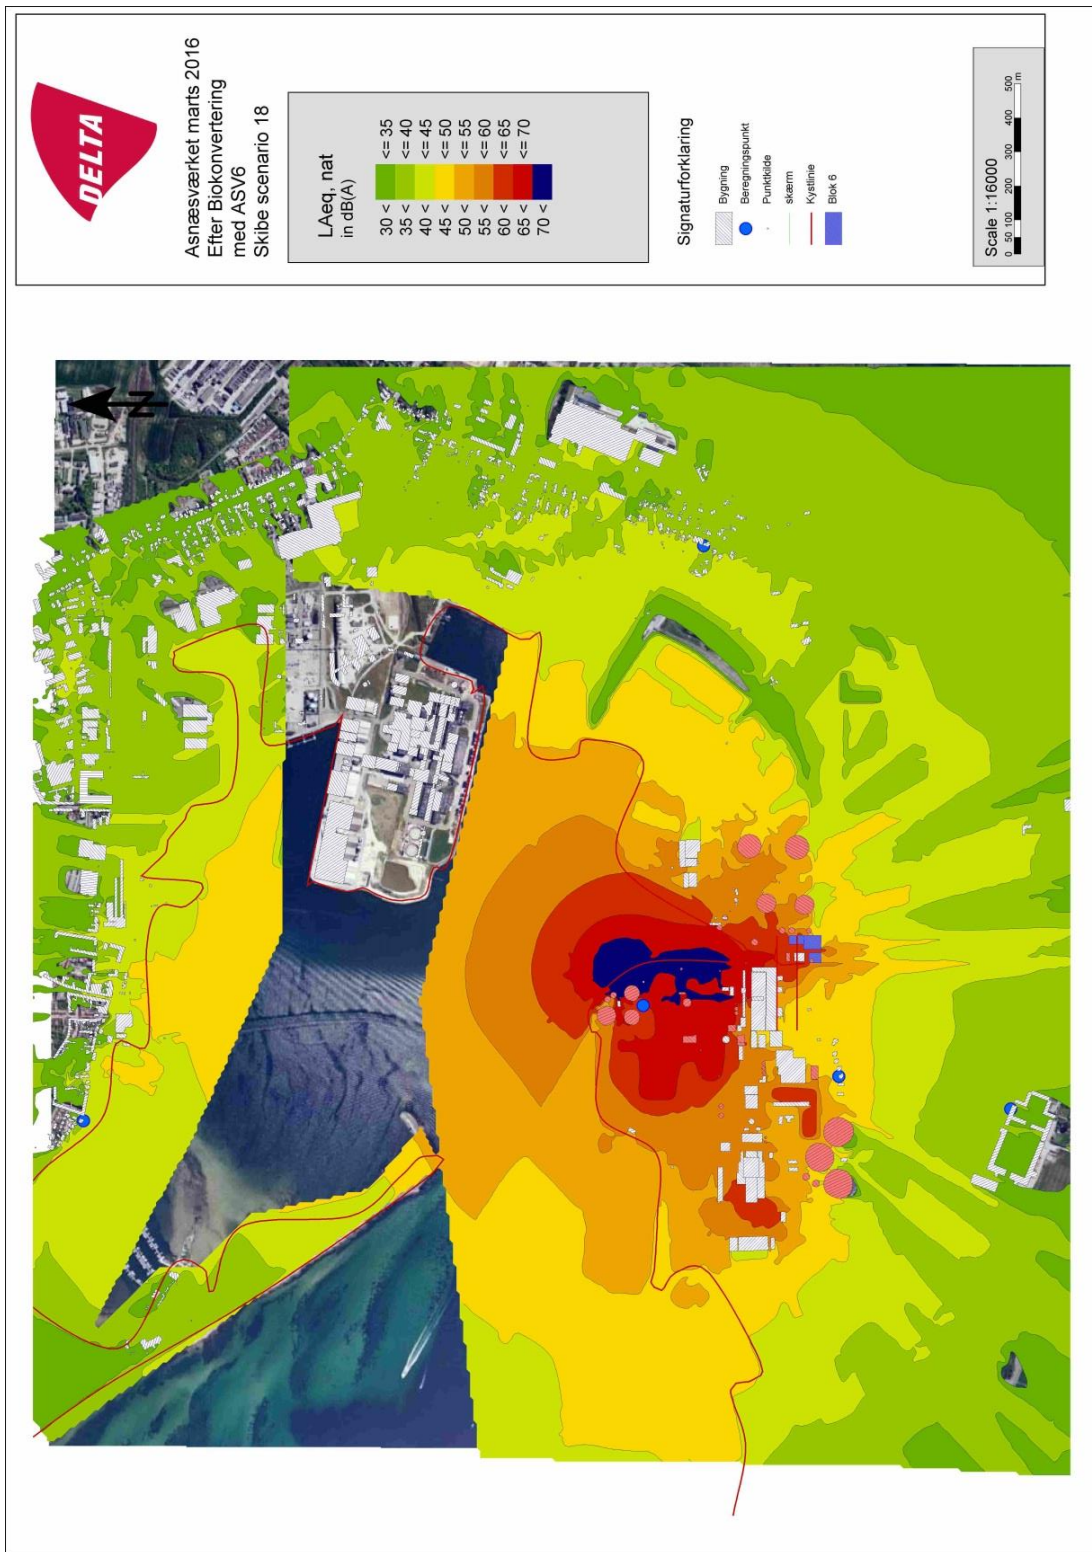 DELTA
Asnæsværket marts 2016
Efter Biokonvertering
med ASV6
Skibe scenario 18
LAeq, nat
in dB(A)
30 < <= 35
35 < <= 40
40 < <= 45
45 < <= 50
50 < <= 55
55 < <= 60
60 < <= 65
65 < <= 70
70 <
Signaturforklaring
Bygning
Beregningspunkt
Punktkilde
skærm
Kystlinie
Blok 6
Scale 1:16000
0 50 100 200 300 400 500
m
N